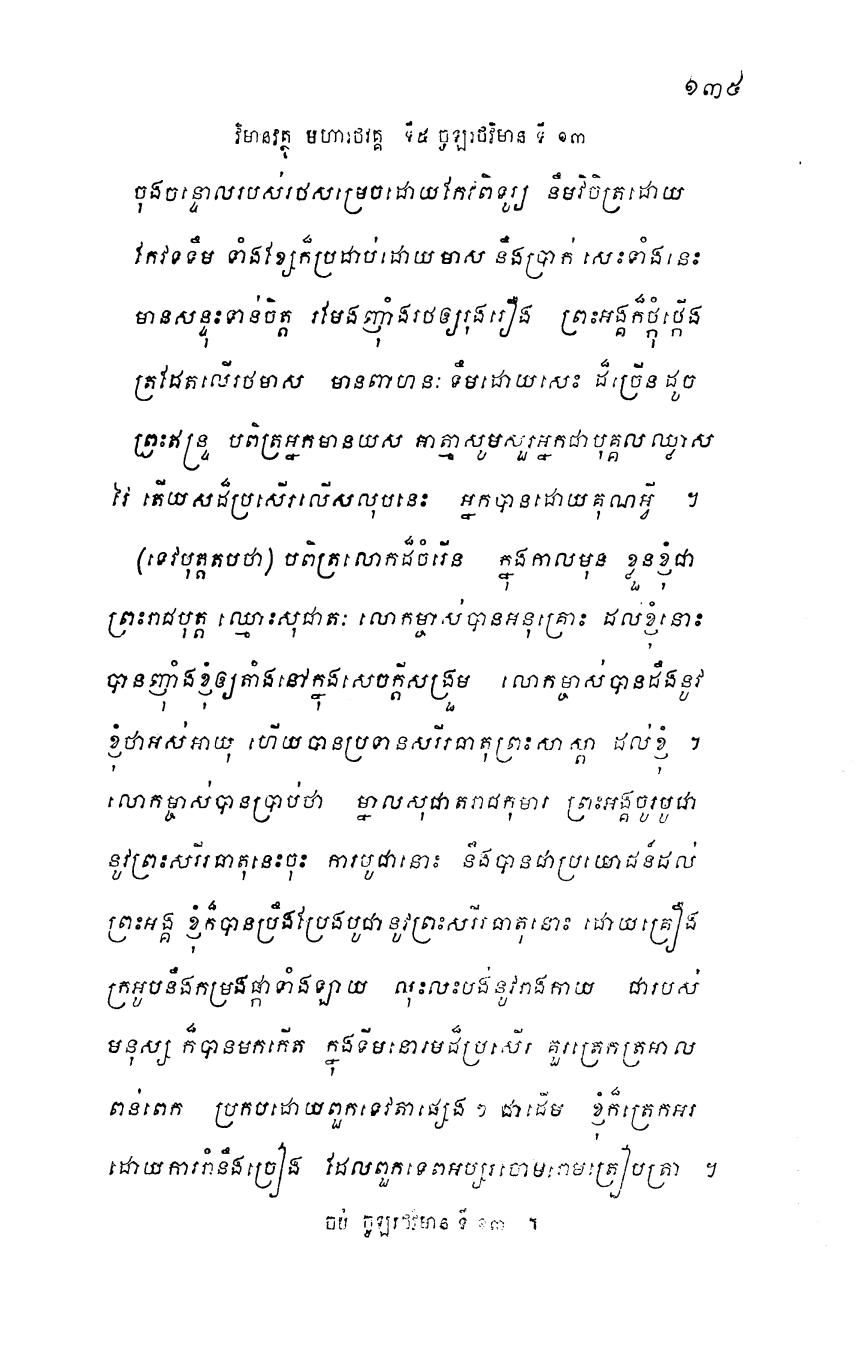 ១៣៥
វិមានវត្ថុ មហារថវគ្គ ទី៥ ចូឡរថវិមាន ទី ១៣
ចុងចន្ទោលរបស់រថសម្រេចដោយកែវពិទូរ្យ នឹមវិចិត្រដោយ
កែវទទឹម ទាំងខ្សែក៏ប្រដាប់ដោយមាស នឹងប្រាក់ សេះទាំងនេះ
មានសន្ទុះទាន់ចិត្ត រមែងញុំាងរថឲ្យរុងរឿង ព្រះអង្គក៏ថ្កុំថ្កើង
ត្រដែតលើរថមាស មានពាហនៈ ទឹមដោយសេះ ដ៏ច្រើនដូច
ព្រះឥន្ទ្រ បពិត្រអ្នកមានយស អាត្មាសូមសួរអ្នកជាបុគ្គលឈ្លាស
វៃ តើយសដ៏ប្រសើរលើសលុបនេះ អ្នកបានដោយគុណអ្វី ។
(ទេវបុត្តតបថា) បពិត្រលោកដ៏ចំរើន ក្នុងកាលមុន ខ្លួនខ្ញុំជា
ព្រះរាជបុត្ត ឈ្មោះសុជាតៈ លោកម្ចាស់បានអនុគ្រោះ ដល់ខ្ញុំនោះ
បានញុំាងខ្ញុំឲ្យតាំងនៅក្នុងសេចក្តីសង្រួម លោកម្ចាស់បានដឹងនូវ
ខ្ញុំថាអស់អាយុ ហើយបានប្រទានសរីរធាតុព្រះសាស្តា ដល់ខ្ញុំ ។
លោកម្ចាស់បានប្រាប់ថា ម្នាលសុជាតរាជកុមារ ព្រះអង្គចូរបូជា
នូវព្រះសរីរធាតុនេះចុះ ការបូជានោះ នឹងបានជាប្រយោជន៍ដល់
ព្រះអង្គ ខ្ញុំក៏បានប្រឹងប្រែងបូជានូវព្រះសរីរធាតុនោះ ដោយគ្រឿង
ក្រអូបនឹងកម្រងផ្កាទាំងឡាយ លុះលះបង់នូវរាងកាយ ជារបស់
មនុស្ស ក៏បានមកកើត ក្នុងទីមនោរមដ៏ប្រសើរ គួរត្រេកត្រអាល
ពន់ពេក ប្រកបដោយពួកទេវតាផ្សេង ៗ ជាដើម ខ្ញុំក៏ត្រេកអរ
ដោយការរាំនឹងច្រៀង ដែលពួកទេពអប្សរចោមរោមត្រៀបត្រា ។
ចប់ ចូឡរថវិមាន ទី ១៣ ។